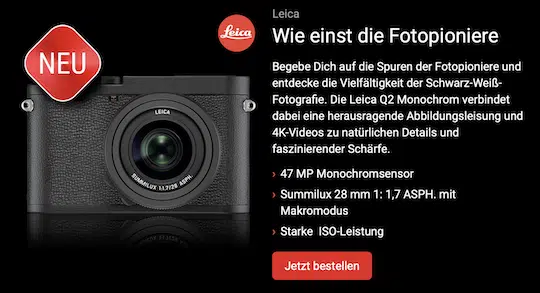 Leica
Leica
NEU
Wie einst die Fotopioniere
Begebe Dich auf die Spuren der Fotopioniere und
entdecke die Vielfältigkeit der Schwarz-Weiß-
Fotografie. Die Leica Q2 Monochrom verbindet
dabei eine herausragende Abbildungsleisung und
4K-Videos zu natürlichen Details und
faszinierender Schärfe.
LEICA
SUMMILUX 1:1.7/28 ASPH.
› 47 MP Monochromsensor
› Summilux 28 mm 1: 1,7 ASPH. mit
Makromodus
› Starke  ISO-Leistung
Jetzt bestellen